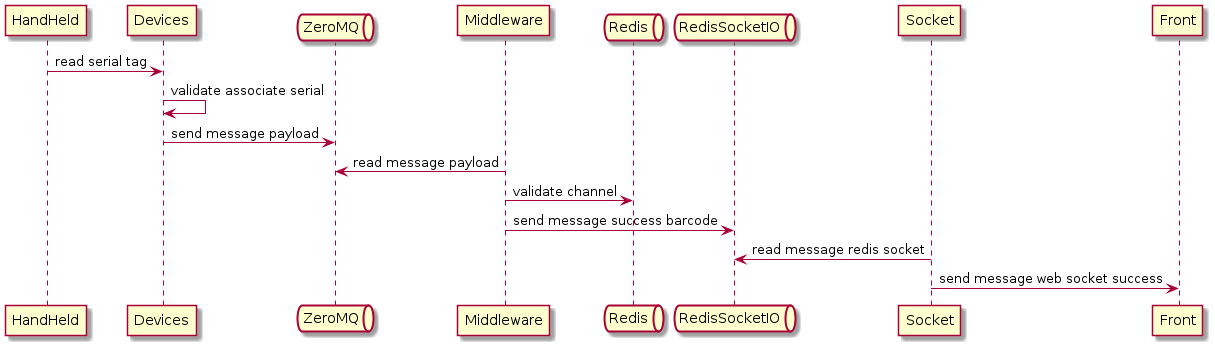 HandHeld
Devices
ZeroMQ
Middleware
Redis
RedisSocketIO
Socket
Front
read serial tag
validate associate serial
send message payload
read message payload
validate channel
send message success barcode
read message redis socket
send message web socket success
HandHeld
Devices
ZeroMQ
Middleware
Redis
RedisSocketIO
Socket
Front